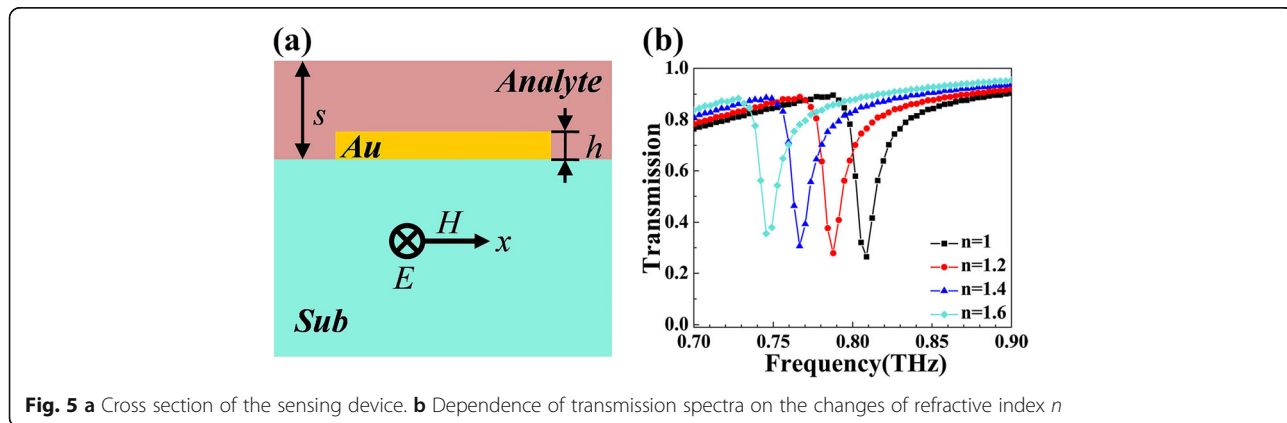 (a)
Analyte
s
Au
h
H
x
E
Sub
(b)
Transmission
1.0
0.8
0.6
0.4
0.2
0.0
n=1
n=1.2
n=1.4
n=1.6
0.70 0.75 0.80 0.85 0.90
Frequency(THz)
Fig. 5 a Cross section of the sensing device. b Dependence of transmission spectra on the changes of refractive index n